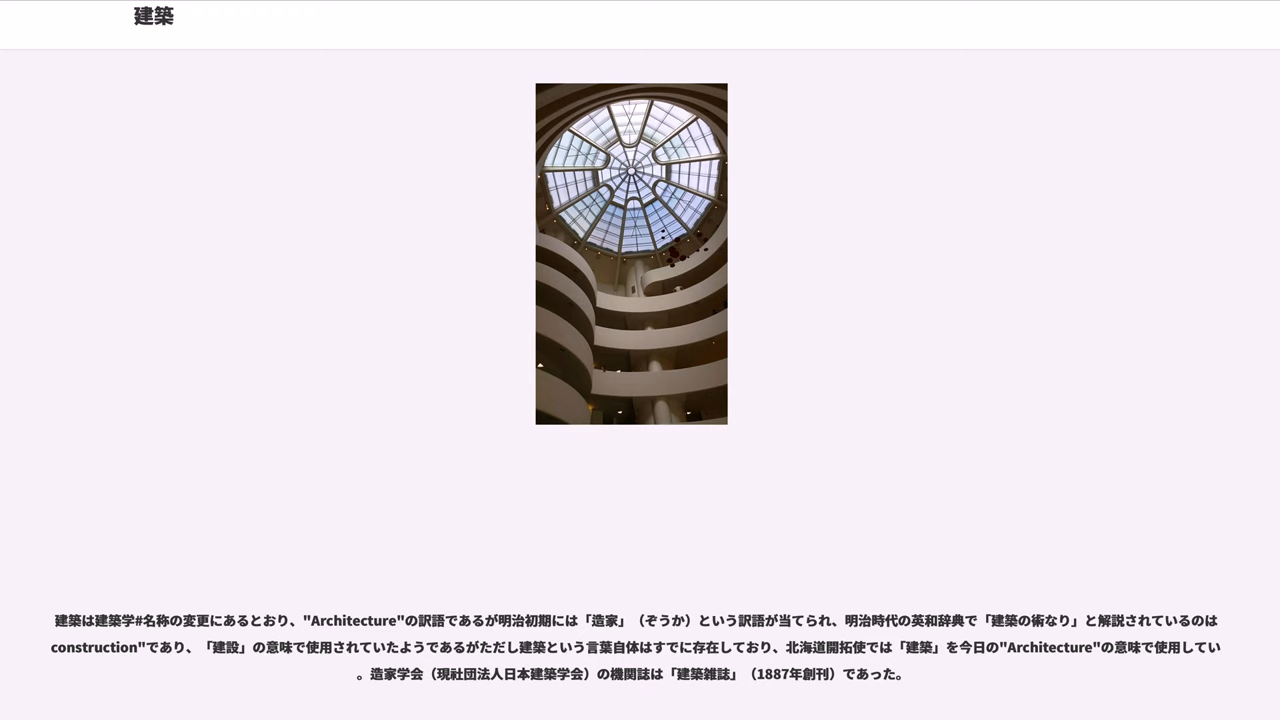 建築
建築は建築学#名称の変更にあるとおり、"Architecture"の訳語であるが明治初期には「造家」（ぞうか）という訳語が当てられ、明治時代の英和辞典で「建築の術なり」と解説されているのは
construction"であり、「建設」の意味で使用されていたようであるがただし建築という言葉自体はすでに存在しており、北海道開拓使では「建築」を今日の"Architecture"の意味で使用してい
。造家学会（現社団法人日本建築学会）の機関誌は「建築雑誌」（1887年創刊）であった。